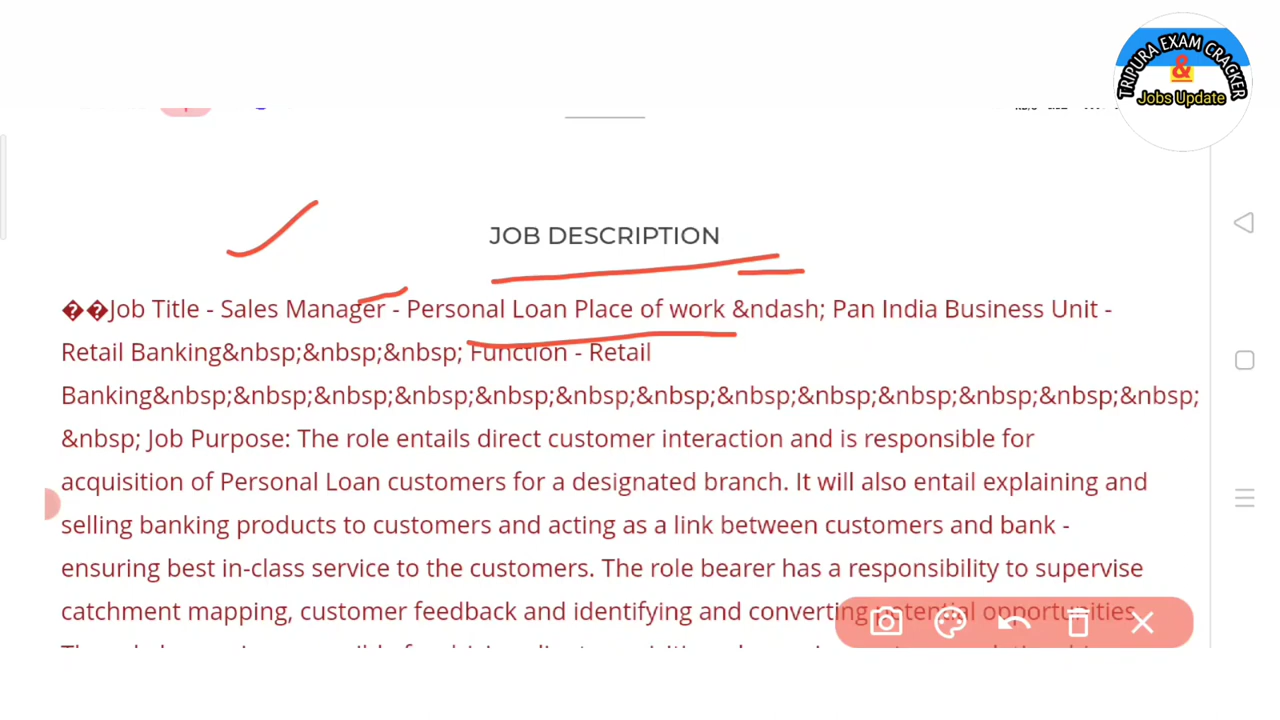 TRIPURA EXAM CRACKER
&
Jobs Update
JOB DESCRIPTION
��Job Title - Sales Manager - Personal Loan Place of work &ndash; Pan India Business Unit -
Retail Banking&nbsp;&nbsp;&nbsp; Function - Retail
Banking&nbsp;&nbsp;&nbsp;&nbsp;&nbsp;&nbsp;&nbsp;&nbsp;&nbsp;&nbsp;&nbsp;&nbsp;&nbsp;
&nbsp; Job Purpose: The role entails direct customer interaction and is responsible for
acquisition of Personal Loan customers for a designated branch. It will also entail explaining and
selling banking products to customers and acting as a link between customers and bank -
ensuring best in-class service to the customers. The role bearer has a responsibility to supervise
catchment mapping, customer feedback and identifying and converting potential opportunities.